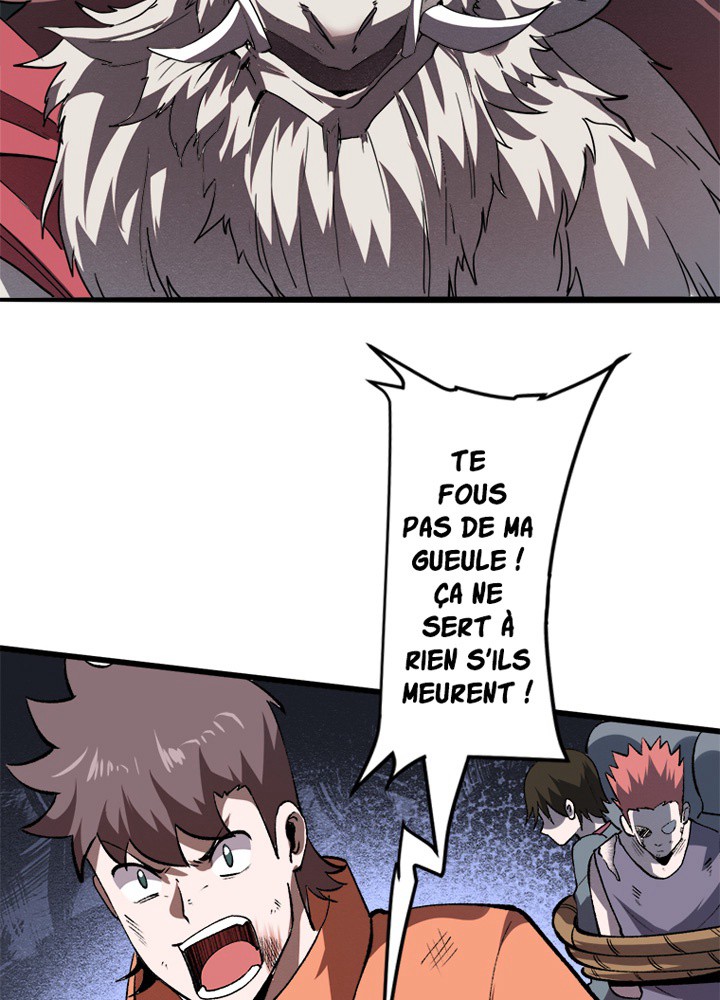 TE
FOUS
PAS DE MA
GUEULE !
ÇA NE
SERT À
RIEN S'ILS
MEURENT !